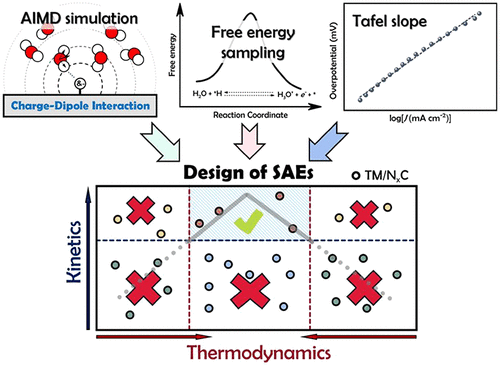 AIMD simulation
&
Charge-Dipole Interaction
Free energy
Free energy
sampling
H₂O + *H
H₃O⁺ + e⁻ + *
Reaction Coordinate
Tafel slope
Overpotential (mV)
log[J (mA cm⁻²)]
Design of SAEs
TM/NₓC
Kinetics
Thermodynamics